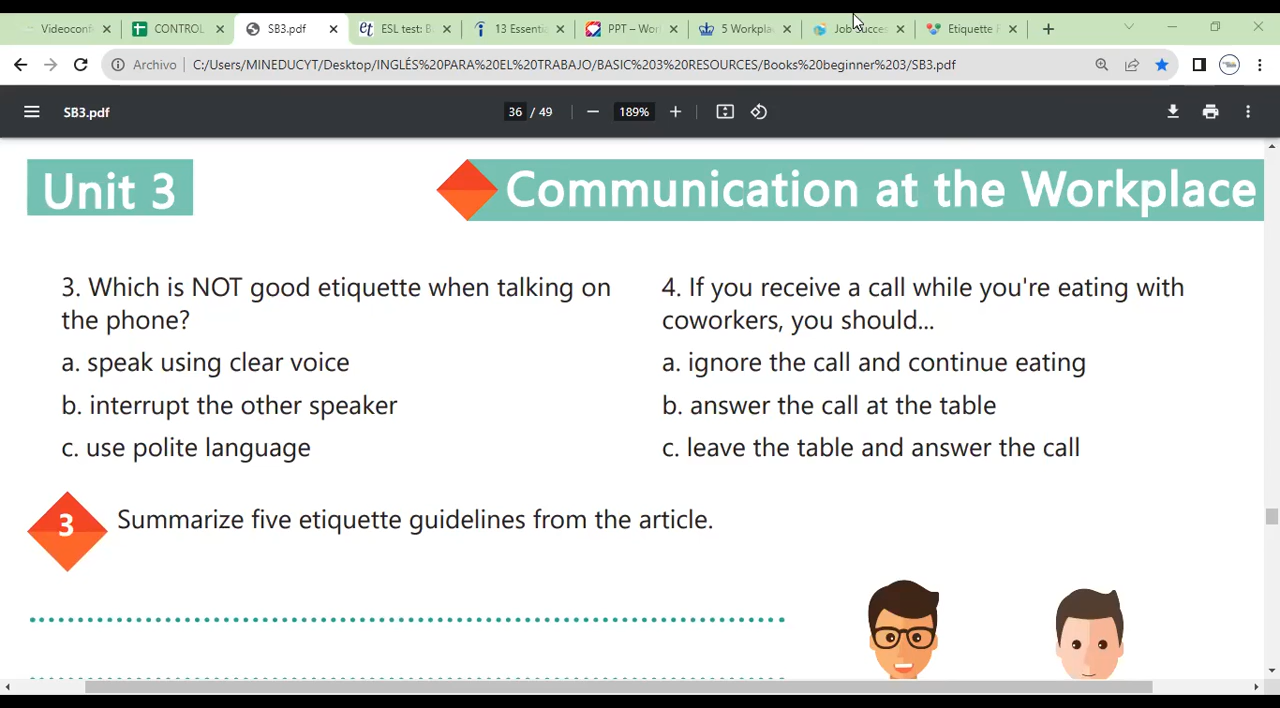 Videoconf
CONTROL
SB3.pdf
ESL test: B
13 Essenti
PPT – Wor
5 Workpla
Job Succes
Etiquette F
Archivo
C:/Users/MINEDUCYT/Desktop/INGLÉS%20PARA%20EL%20TRABAJO/BASIC%203%20RESOURCES/Books%20beginner%203/SB3.pdf
SB3.pdf
36 / 49
189%
Unit 3
Communication at the Workplace
3. Which is NOT good etiquette when talking on
the phone?
a. speak using clear voice
b. interrupt the other speaker
c. use polite language
4. If you receive a call while you're eating with
coworkers, you should...
a. ignore the call and continue eating
b. answer the call at the table
c. leave the table and answer the call
3
Summarize five etiquette guidelines from the article.